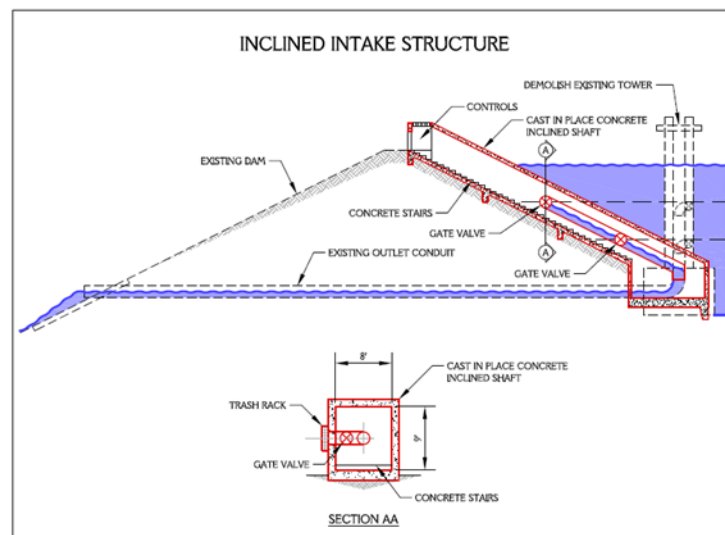 INCLINED INTAKE STRUCTURE
DEMOLISH EXISTING TOWER
CONTROLS
CAST IN PLACE CONCRETE
INCLINED SHAFT
A
EXISTING DAM
CONCRETE STAIRS
GATE VALVE
A
GATE VALVE
EXISTING OUTLET CONDUIT
8'
CAST IN PLACE CONCRETE
INCLINED SHAFT
TRASH RACK
9'
GATE VALVE
CONCRETE STAIRS
SECTION AA